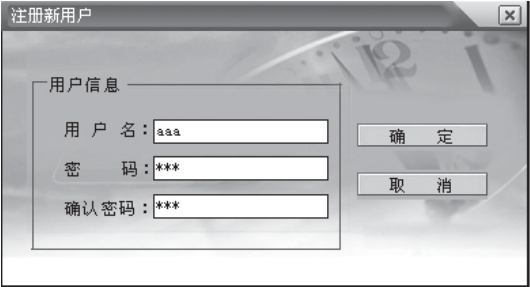 注册新用户
用户信息
用 户 名：aaa
密 码：***
确认密码：***
确 定
取 消
12